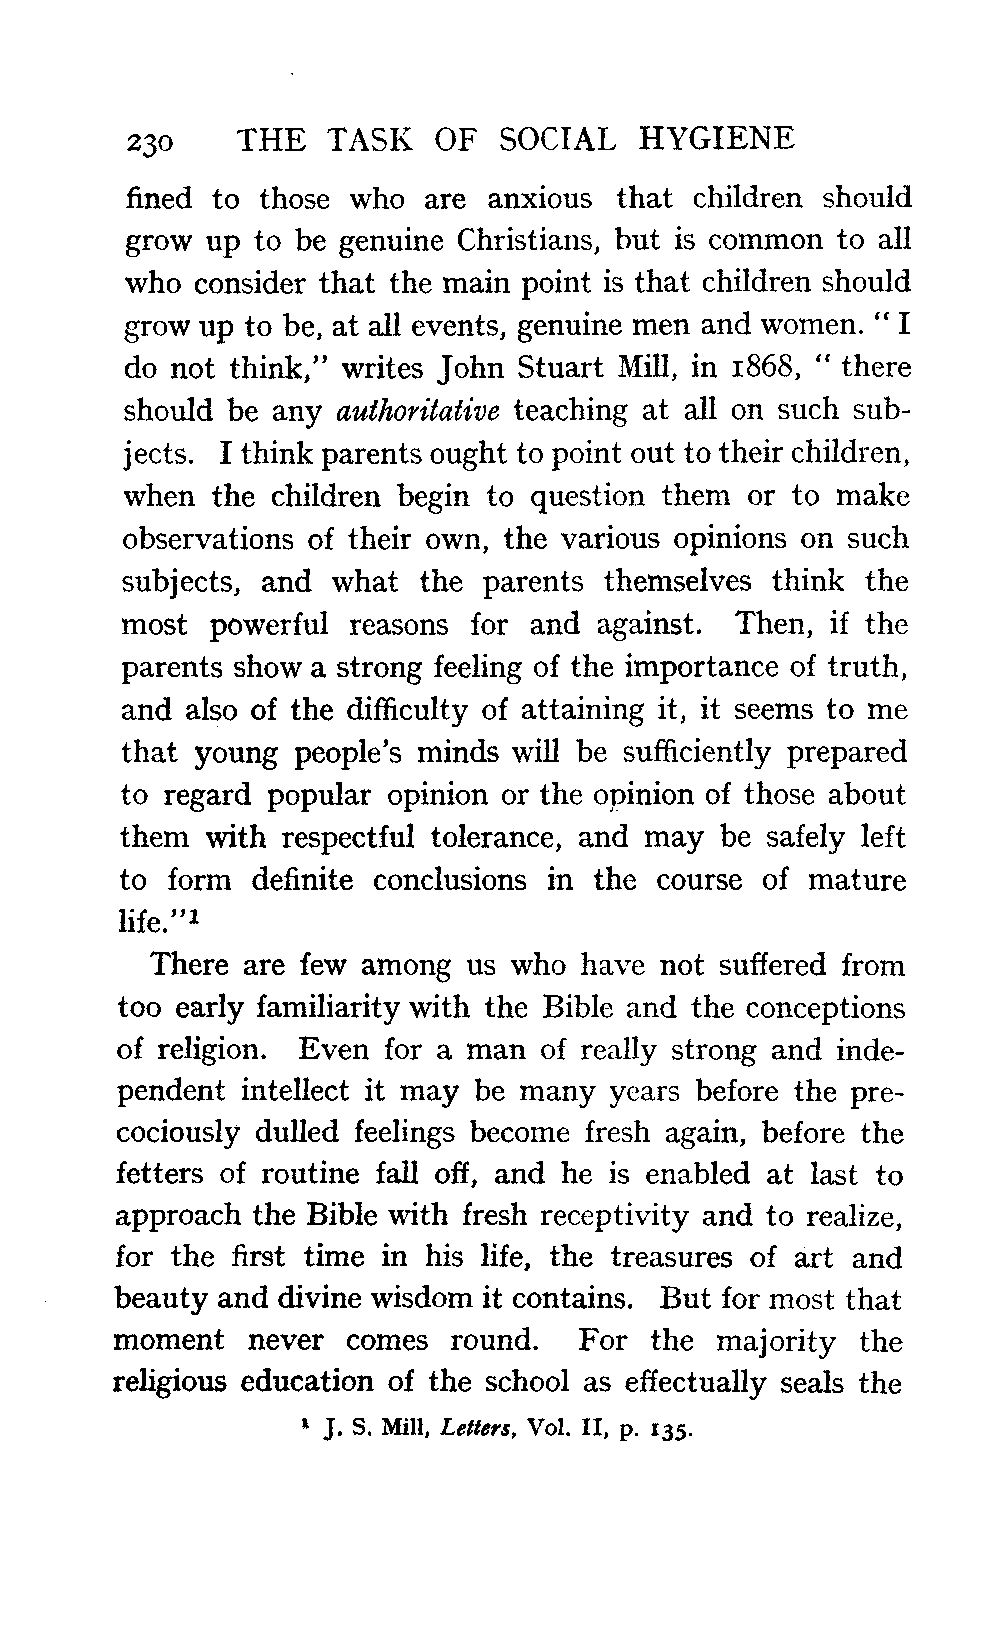 230 THE TASK OF SOCIAL HYGIENE
fined to those who are anxious that children should
grow up to be genuine Christians, but is common to all
who consider that the main point is that children should
grow up to be, at all events, genuine men and women. “ I
do not think,” writes John Stuart Mill, in 1868, “ there
should be any authoritative teaching at all on such sub-
jects. I think parents ought to point out to their children,
when the children begin to question them or to make
observations of their own, the various opinions on such
subjects, and what the parents themselves think the
most powerful reasons for and against. Then, if the
parents show a strong feeling of the importance of truth,
and also of the difficulty of attaining it, it seems to me
that young people's minds will be sufficiently prepared
to regard popular opinion or the opinion of those about
them with respectful tolerance, and may be safely left
to form definite conclusions in the course of mature
life.”¹
There are few among us who have not suffered from
too early familiarity with the Bible and the conceptions
of religion. Even for a man of really strong and inde-
pendent intellect it may be many years before the pre-
cociously dulled feelings become fresh again, before the
fetters of routine fall off, and he is enabled at last to
approach the Bible with fresh receptivity and to realize,
for the first time in his life, the treasures of art and
beauty and divine wisdom it contains. But for most that
moment never comes round. For the majority the
religious education of the school as effectually seals the
¹ J. S. Mill, Letters, Vol. II, p. 135.